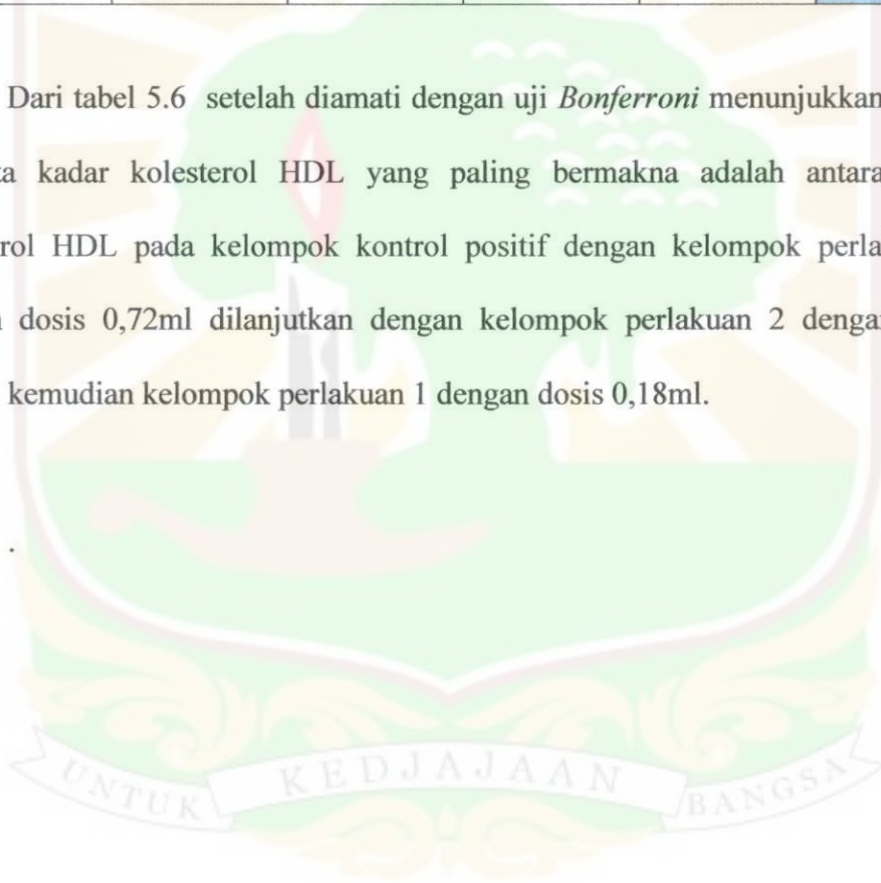 Dari tabel 5.6 setelah diamati dengan uji Bonferroni menunjukkan
kadar kolesterol HDL yang paling bermakna adalah antara
HDL pada kelompok kontrol positif dengan kelompok
dosis 0,72ml dilanjutkan dengan kelompok perlakuan 2
kemudian kelompok perlakuan 1 dengan dosis 0,18ml.
.
UNTUK KEDJAJAAN BANGSA